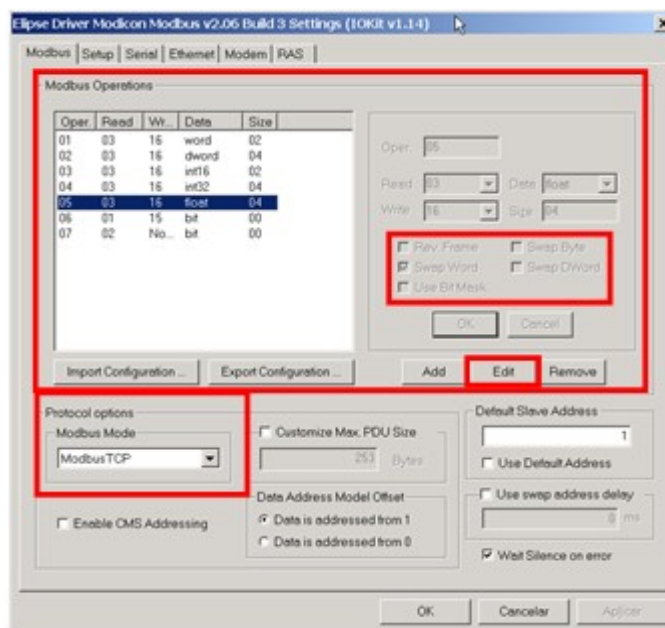 Elipse Driver Modicon Modbus v2.06 Build 3 Settings (IOKit v1.14)
Modbus Setup Serial Ethernet Modem RAS
Modbus Operations
Oper. Read Wr... Data Size
01 03 16 word 02
02 03 16 dword 04
03 03 16 int16 02
04 03 16 int32 04
05 03 16 float 04
06 01 15 bit 00
07 02 No... bit 00
Oper. 05
Read 03 Data float
Write 16 Size 04
Rev. Frame Swap Byte
Swap Word Swap DWord
Use Bit Mask
OK Cancel
Import Configuration ... Export Configuration ... Add Edit Remove
Protocol options
Modbus Mode
ModbusTCP
Customize Max. PDU Size
253 Bytes
Default Slave Address
1
Use Default Address
Enable CMS Addressing
Data Address Model Offset
Data is addressed from 1
Data is addressed from 0
Use swap address delay
0 ms
Wait Silence on error
OK Cancelar Aplicar